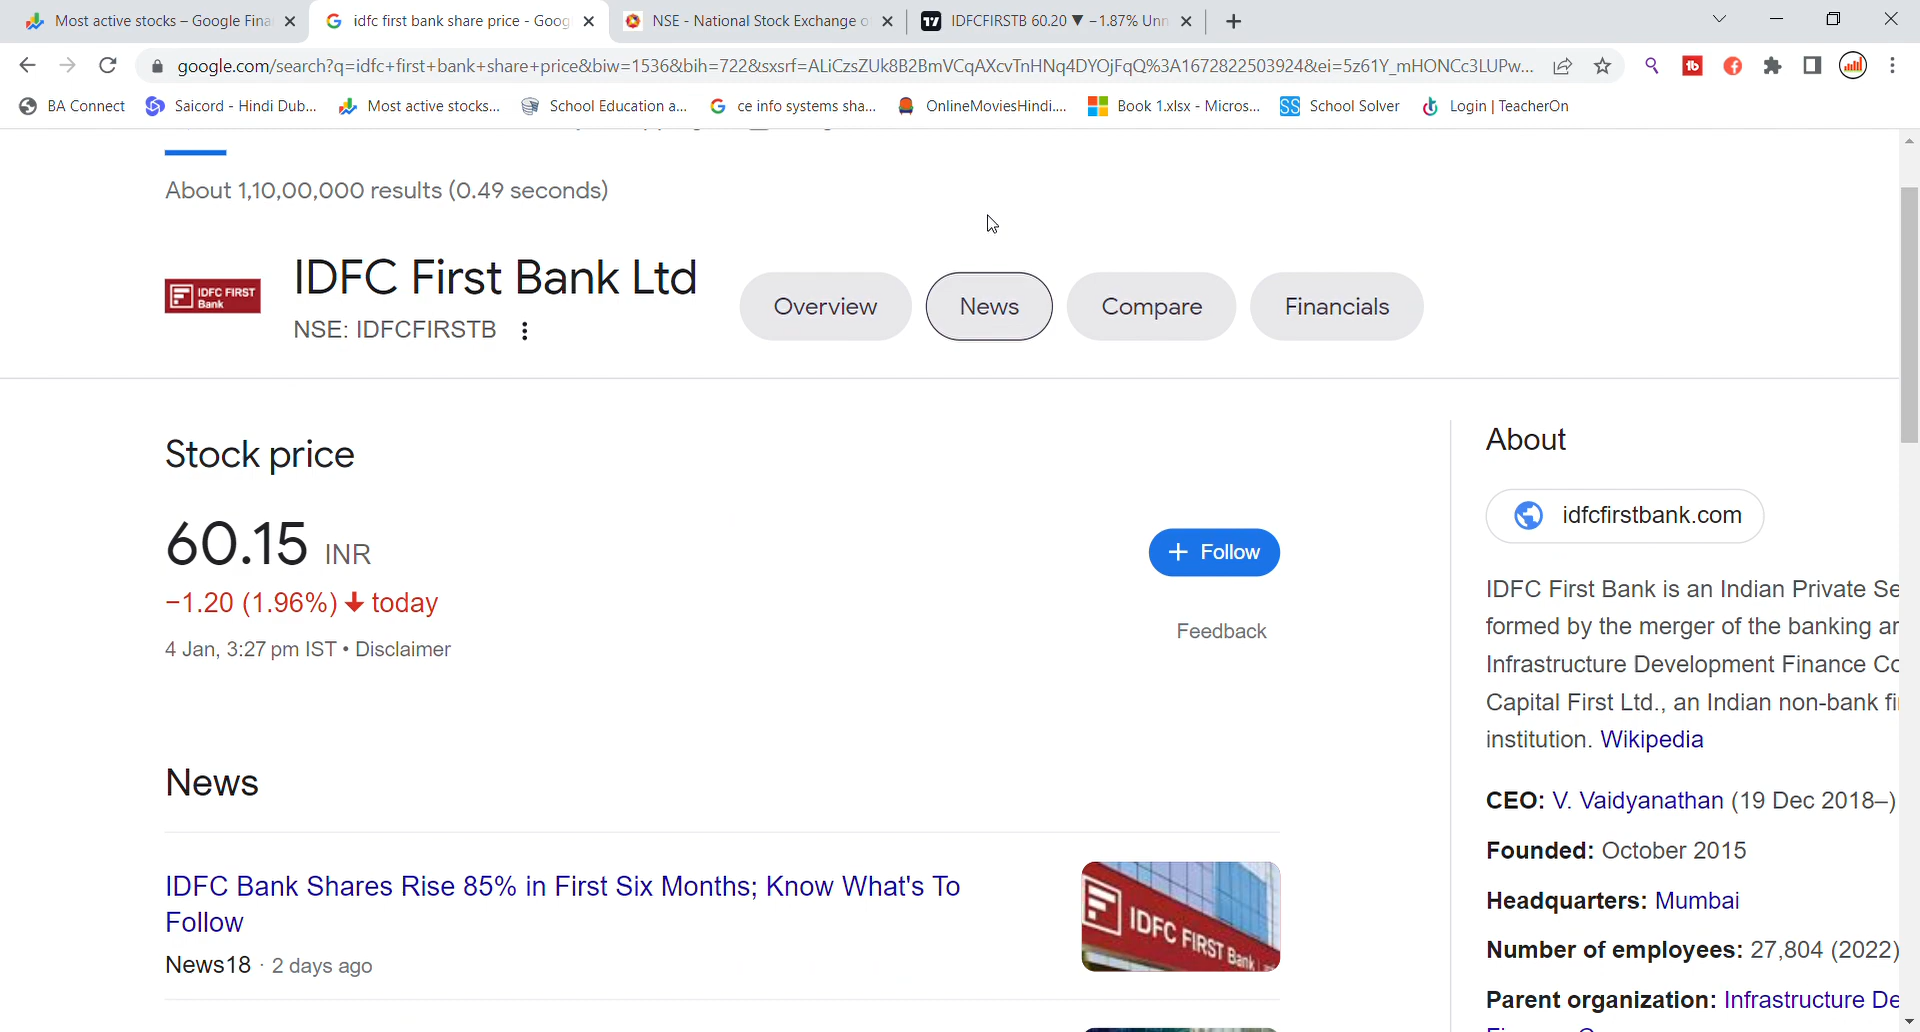 Most active stocks – Google Fina
idfc first bank share price - Goog
NSE - National Stock Exchange o
IDFCFIRSTB 60.20 ▼ −1.87% Unn
google.com/search?q=idfc+first+bank+share+price&biw=1536&bih=722&sxsrf=ALiCzsZUk8B2BmVCqAXcvTnHNq4DYOjFqQ%3A1672822503924&ei=5z61Y_mHONCc3LUPw...
BA Connect
Saicord - Hindi Dub...
Most active stocks...
School Education a...
ce info systems sha...
OnlineMoviesHindi....
Book 1.xlsx - Micros...
School Solver
Login | TeacherOn
About 1,10,00,000 results (0.49 seconds)
IDFC FIRST
Bank
IDFC First Bank Ltd
NSE: IDFCFIRSTB
Overview
News
Compare
Financials
Stock price
60.15 INR
−1.20 (1.96%) ↓ today
4 Jan, 3:27 pm IST • Disclaimer
+ Follow
Feedback
News
IDFC Bank Shares Rise 85% in First Six Months; Know What's To
Follow
News18 · 2 days ago
IDFC FIRST Bank
About
idfcfirstbank.com
IDFC First Bank is an Indian Private Se
formed by the merger of the banking ar
Infrastructure Development Finance Co
Capital First Ltd., an Indian non-bank fi
institution. Wikipedia
CEO: V. Vaidyanathan (19 Dec 2018–)
Founded: October 2015
Headquarters: Mumbai
Number of employees: 27,804 (2022)
Parent organization: Infrastructure De